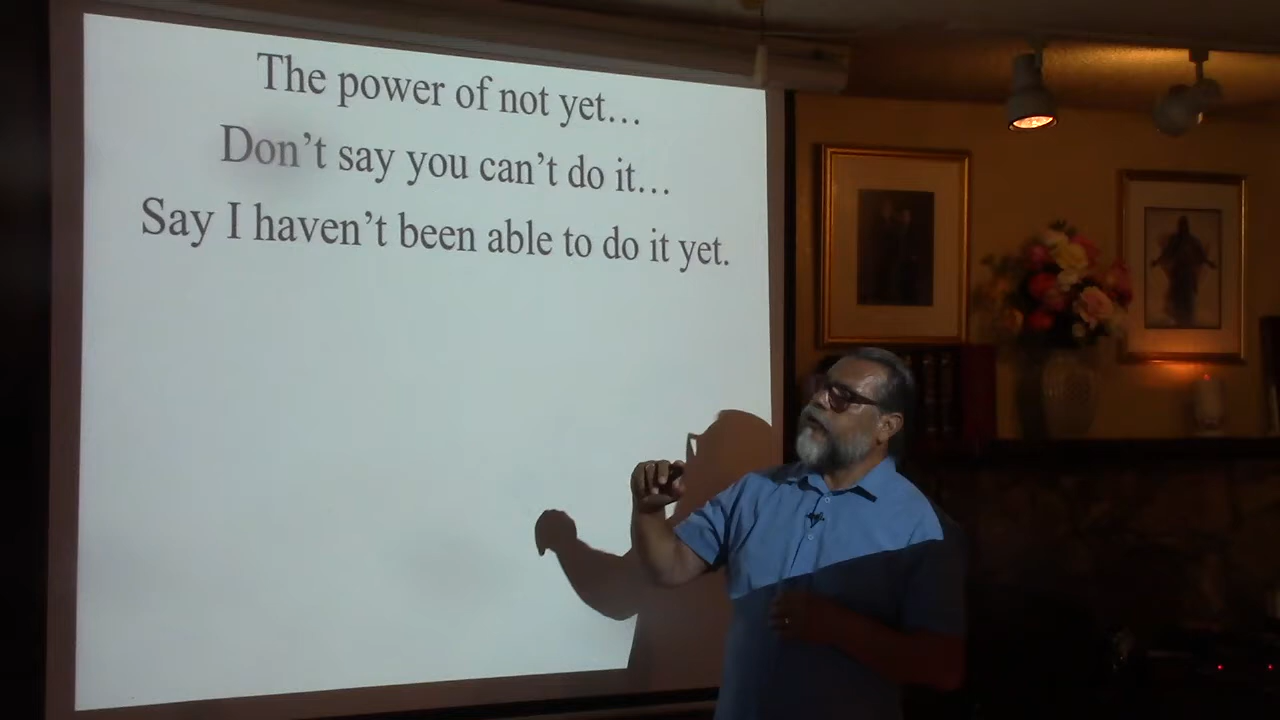 The power of not yet…
Don’t say you can’t do it…
Say I haven’t been able to do it yet.